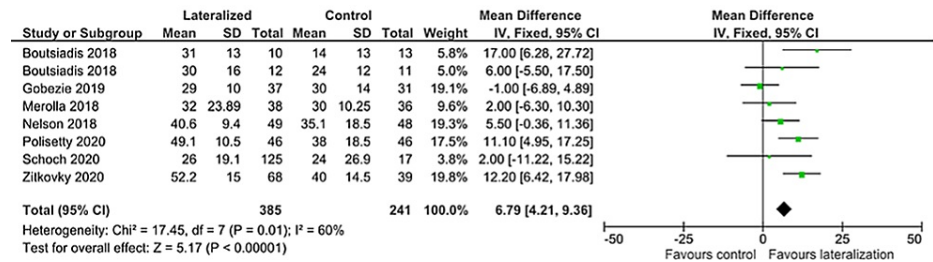 Lateralized Control Mean Difference Mean Difference
Study or Subgroup Mean SD Total Mean SD Total Weight IV, Fixed, 95% CI IV, Fixed, 95% CI
Boutsiadis 2018 31 13 10 14 13 13 5.8% 17.00 [6.28, 27.72]
Boutsiadis 2018 30 16 12 24 12 11 5.0% 6.00 [-5.50, 17.50]
Gobezie 2019 29 10 37 30 14 31 19.1% -1.00 [-6.89, 4.89]
Merolla 2018 32 23.89 38 30 10.25 36 9.6% 2.00 [-6.30, 10.30]
Nelson 2018 40.6 9.4 49 35.1 18.5 48 19.3% 5.50 [-0.36, 11.36]
Polisetty 2020 49.1 10.5 46 38 18.5 46 17.5% 11.10 [4.95, 17.25]
Schoch 2020 26 19.1 125 24 26.9 17 3.8% 2.00 [-11.22, 15.22]
Zitkovky 2020 52.2 15 68 40 14.5 39 19.8% 12.20 [6.42, 17.98]
Total (95% CI) 385 241 100.0% 6.79 [4.21, 9.36]
Heterogeneity: Chi² = 17.45, df = 7 (P = 0.01); I² = 60%
Test for overall effect: Z = 5.17 (P < 0.00001)
-50 -25 0 25 50
Favours control Favours lateralization